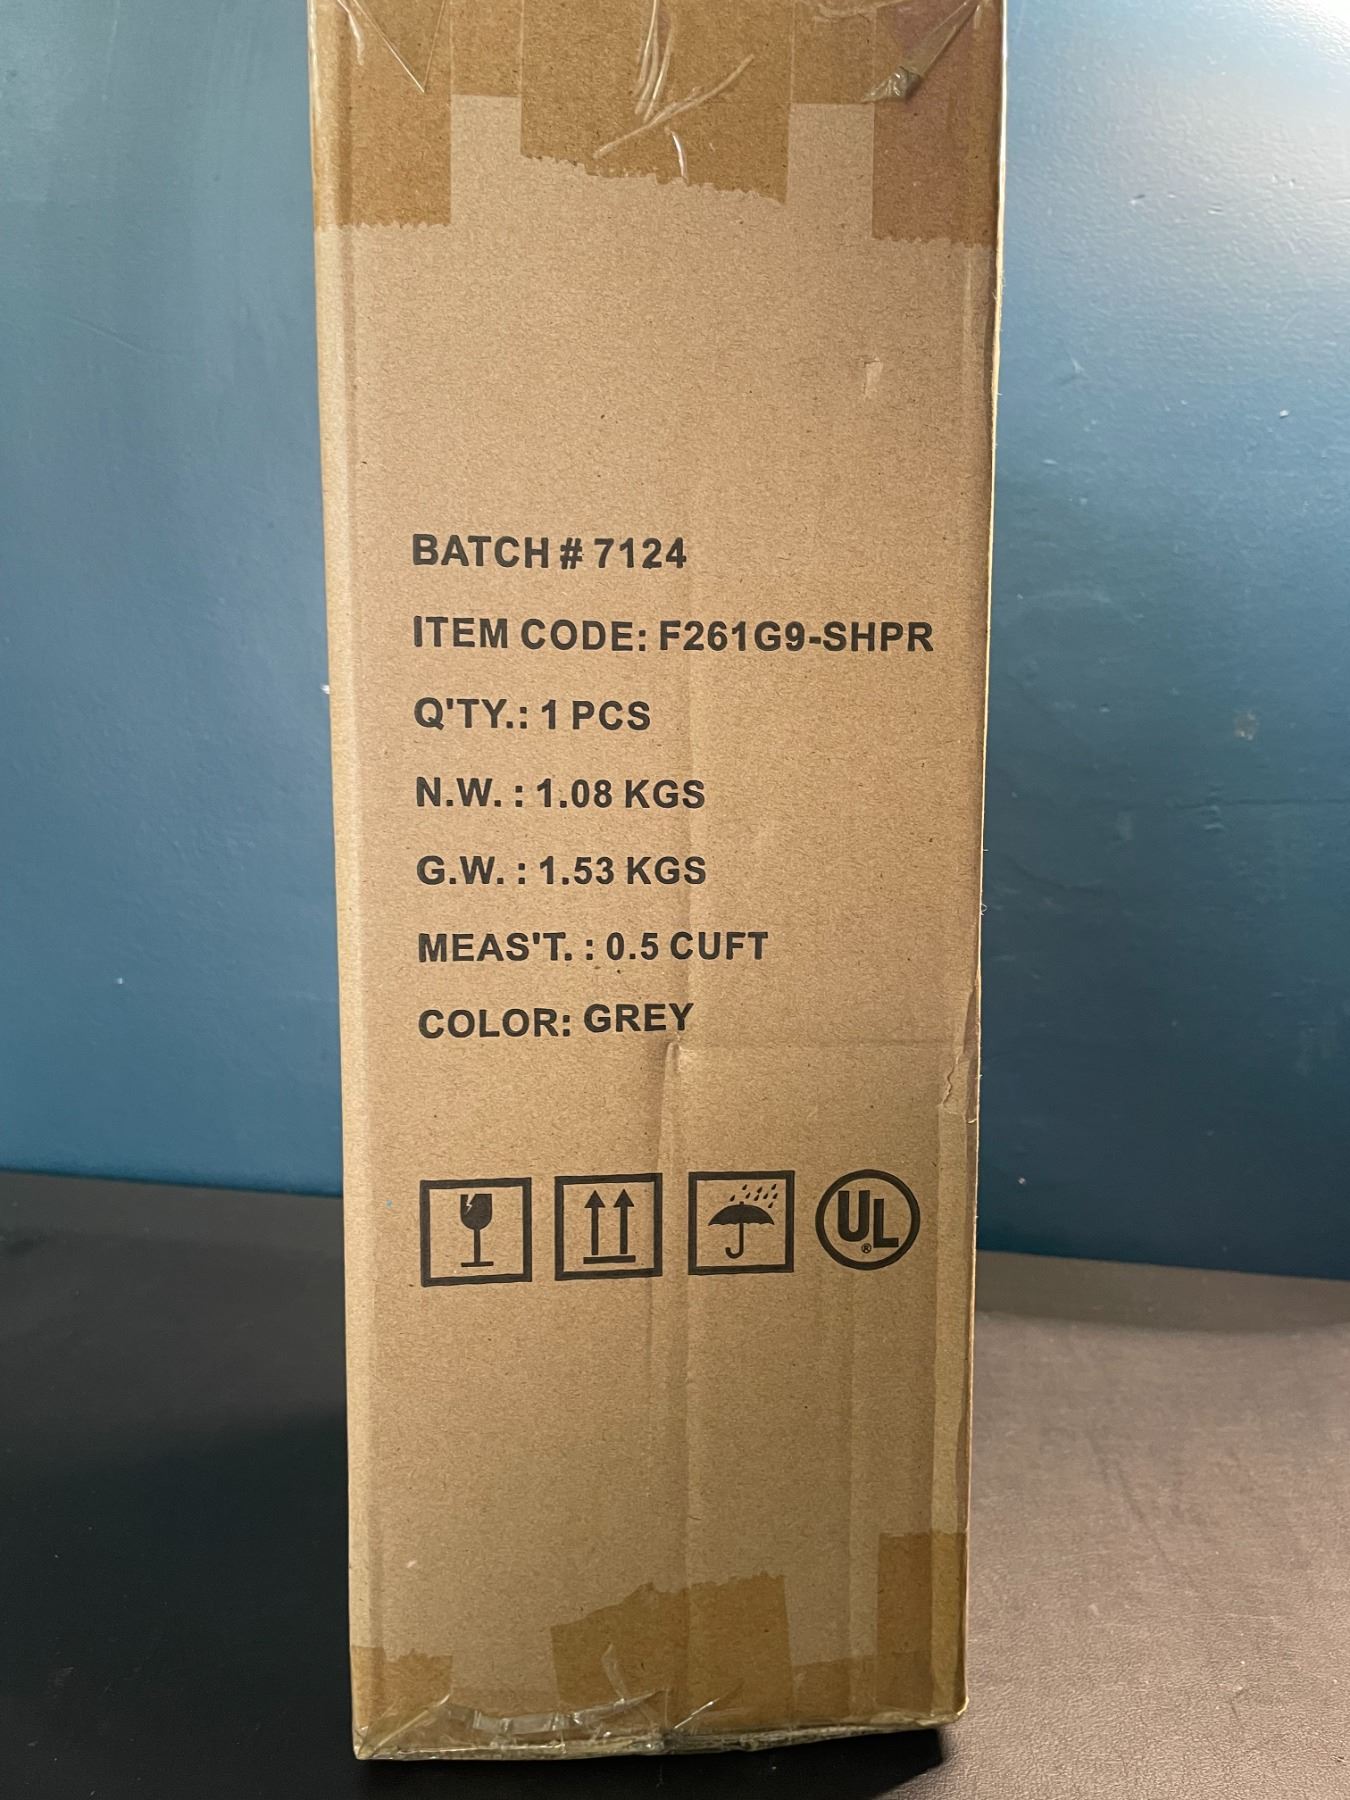 BATCH # 7124
ITEM CODE: F261G9-SHPR
Q'TY.: 1 PCS
N.W. : 1.08 KGS
G.W. : 1.53 KGS
MEAS'T. : 0.5 CUFT
COLOR: GREY
UL®